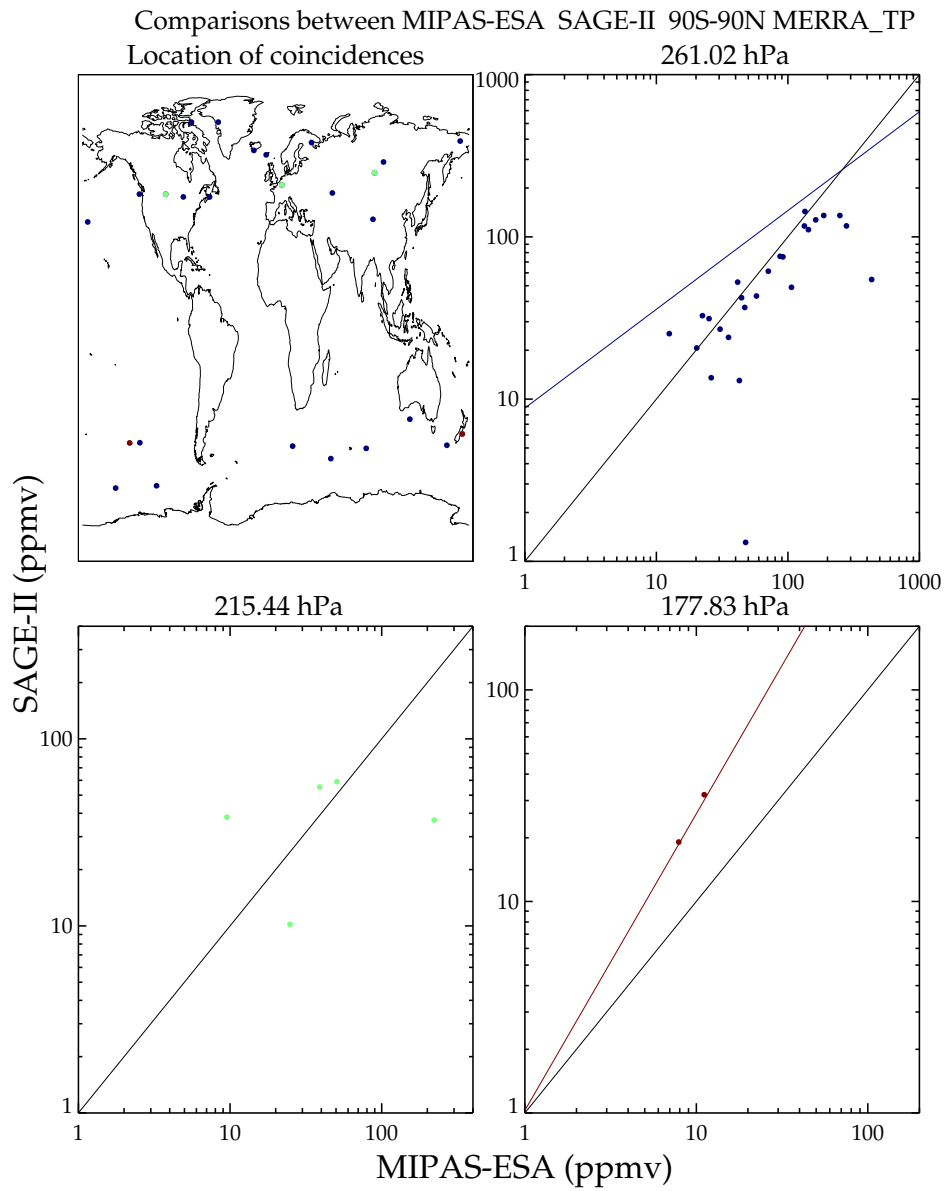 Comparisons between MIPAS-ESA SAGE-II 90S-90N MERRA_TP
Location of coincidences
261.02 hPa
1000
100
10
1
1 10 100 1000
215.44 hPa
177.83 hPa
100
10
1
1 10 100
100
10
1
1 10 100
SAGE-II (ppmv)
MIPAS-ESA (ppmv)